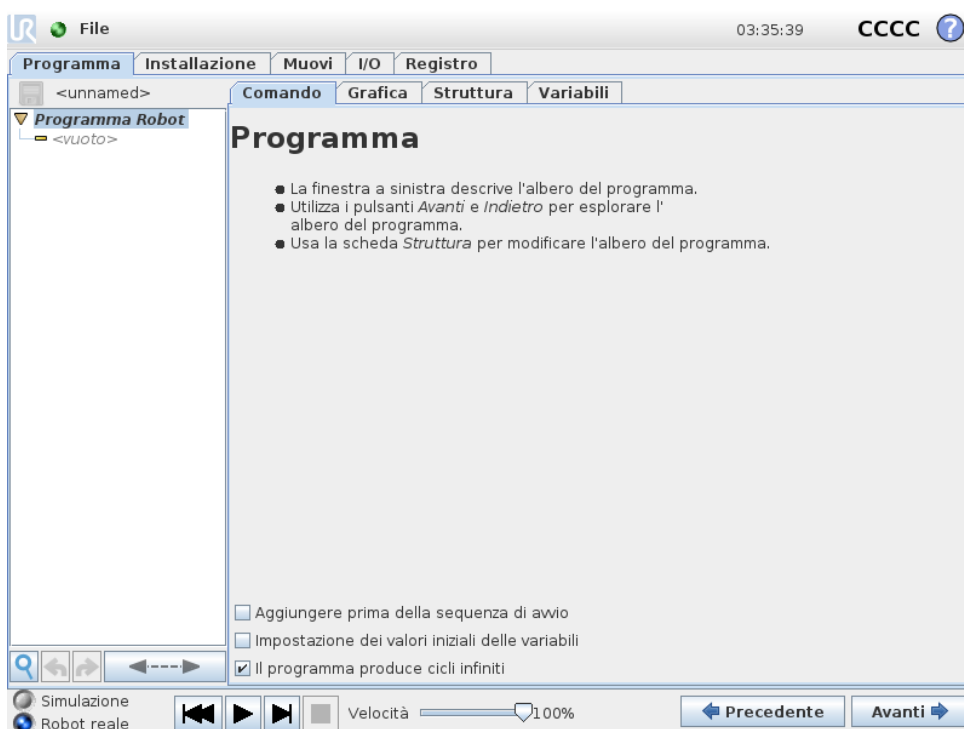 UR File 03:35:39 CCCC ?
Programma Installazione Muovi I/O Registro
<unnamed> Comando Grafica Struttura Variabili
Programma Robot
<vuoto>
Programma
La finestra a sinistra descrive l'albero del programma.
Utilizza i pulsanti Avanti e Indietro per esplorare l'
albero del programma.
Usa la scheda Struttura per modificare l'albero del programma.
Aggiungere prima della sequenza di avvio
Impostazione dei valori iniziali delle variabili
Il programma produce cicli infiniti
Simulazione
Robot reale
Velocità 100% Precedente Avanti